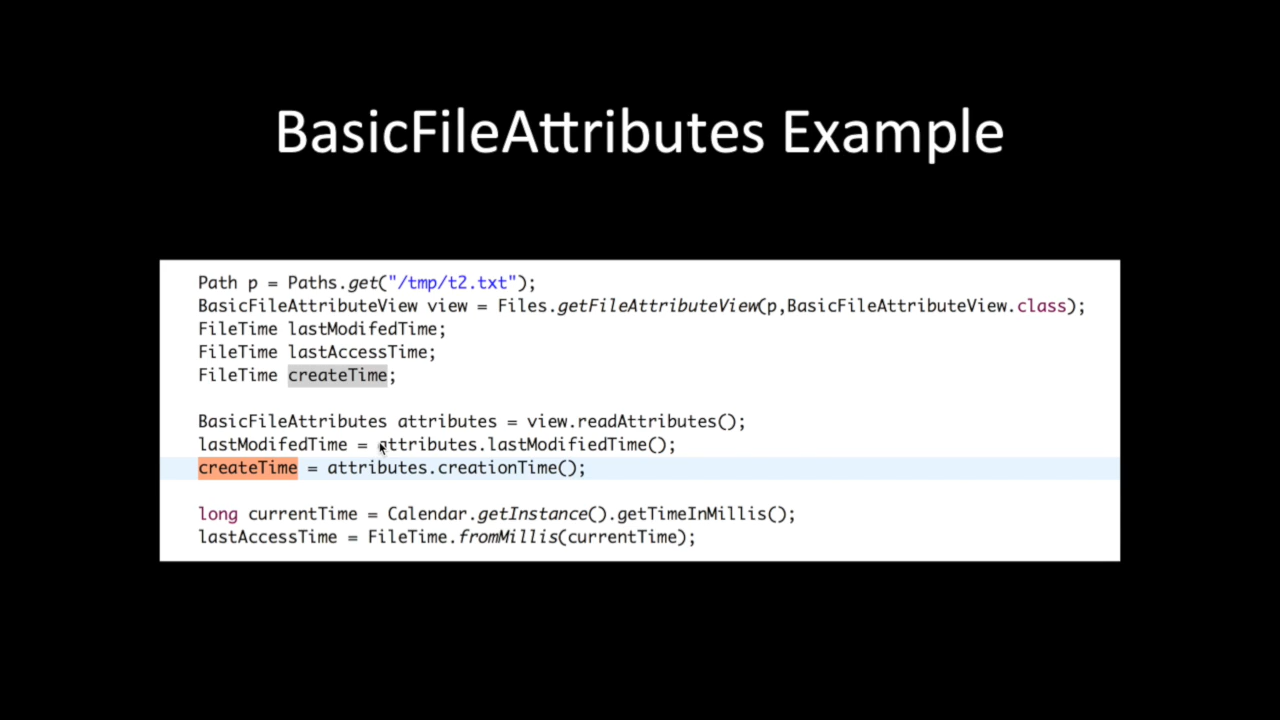 BasicFileAttributes Example
Path p = Paths.get("/tmp/t2.txt");
BasicFileAttributeView view = Files.getFileAttributeView(p,BasicFileAttributeView.class);
FileTime lastModifedTime;
FileTime lastAccessTime;
FileTime createTime;
BasicFileAttributes attributes = view.readAttributes();
lastModifedTime = attributes.lastModifiedTime();
createTime = attributes.creationTime();
long currentTime = Calendar.getInstance().getTimeInMillis();
lastAccessTime = FileTime.fromMillis(currentTime);